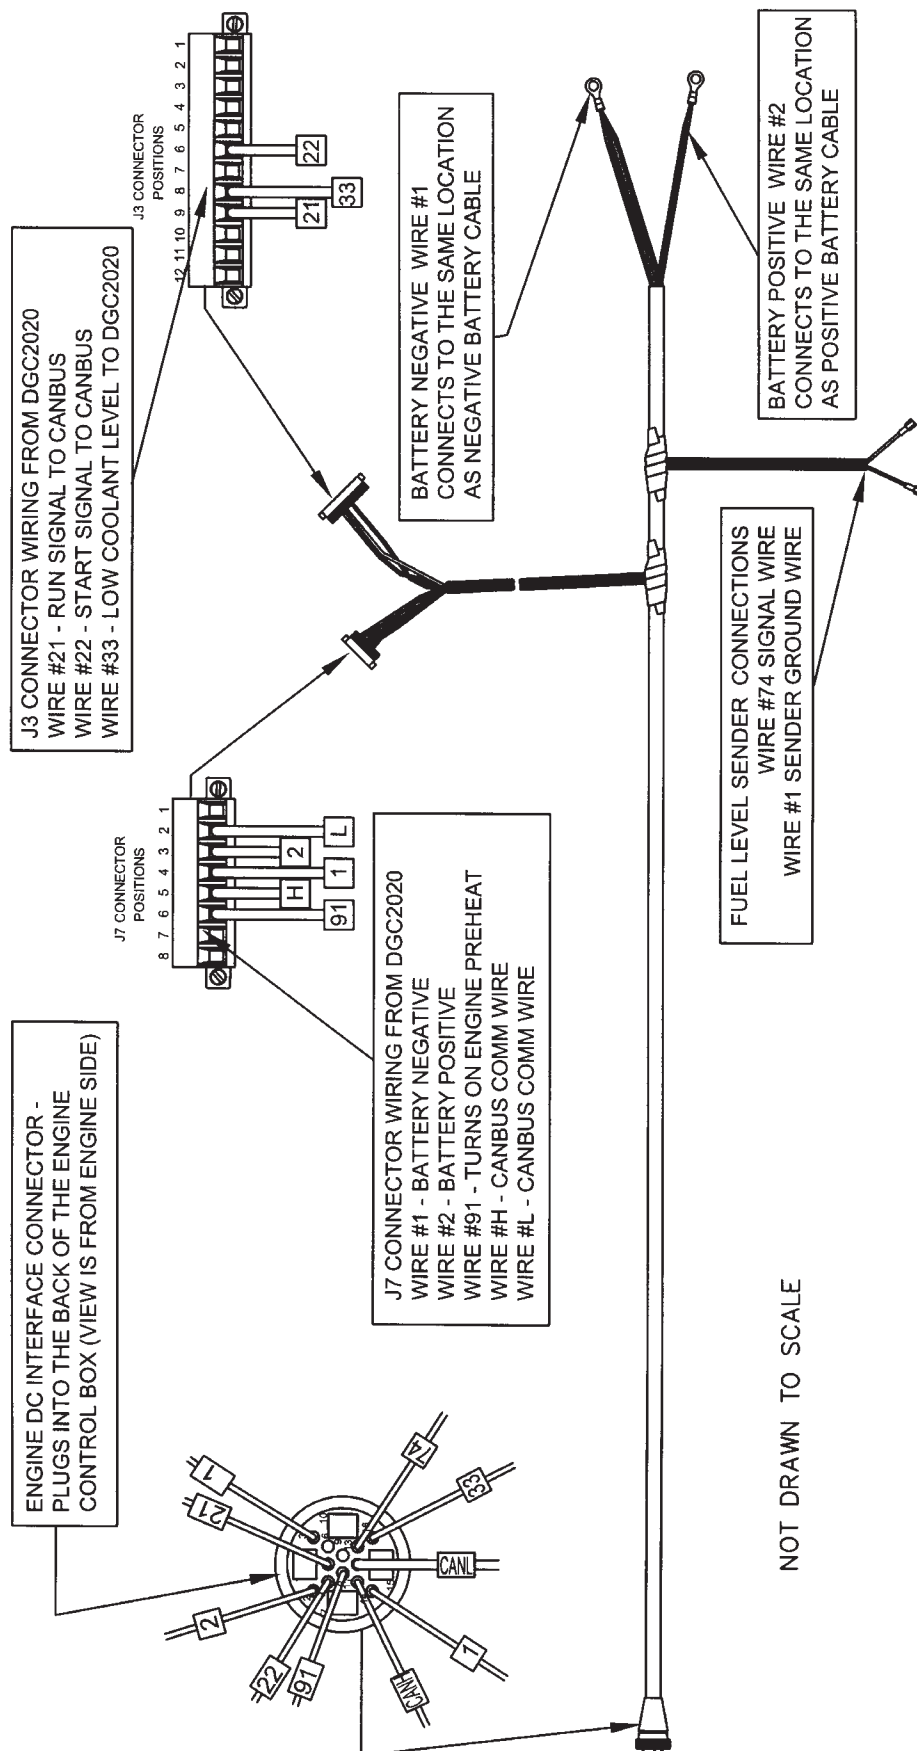 ENGINE DC INTERFACE CONNECTOR -
PLUGS INTO THE BACK OF THE ENGINE
CONTROL BOX (VIEW IS FROM ENGINE SIDE)
J3 CONNECTOR WIRING FROM DGC2020
WIRE #21 - RUN SIGNAL TO CANBUS
WIRE #22 - START SIGNAL TO CANBUS
WIRE #33 - LOW COOLANT LEVEL TO DGC2020
J7 CONNECTOR
POSITIONS
8 7 6 5 4 3 2 1
91
H
1
2
L
J3 CONNECTOR
POSITIONS
12 11 10 9 8 7 6 5 4 3 2 1
21
33
22
2
22
91
CANH
1
CANL
33
74
21
1
J7 CONNECTOR WIRING FROM DGC2020
WIRE #1 - BATTERY NEGATIVE
WIRE #2 - BATTERY POSITIVE
WIRE #91 - TURNS ON ENGINE PREHEAT
WIRE #H - CANBUS COMM WIRE
WIRE #L - CANBUS COMM WIRE
BATTERY NEGATIVE WIRE #1
CONNECTS TO THE SAME LOCATION
AS NEGATIVE BATTERY CABLE
FUEL LEVEL SENDER CONNECTIONS
WIRE #74 SIGNAL WIRE
WIRE #1 SENDER GROUND WIRE
BATTERY POSITIVE WIRE #2
CONNECTS TO THE SAME LOCATION
AS POSITIVE BATTERY CABLE
NOT DRAWN TO SCALE